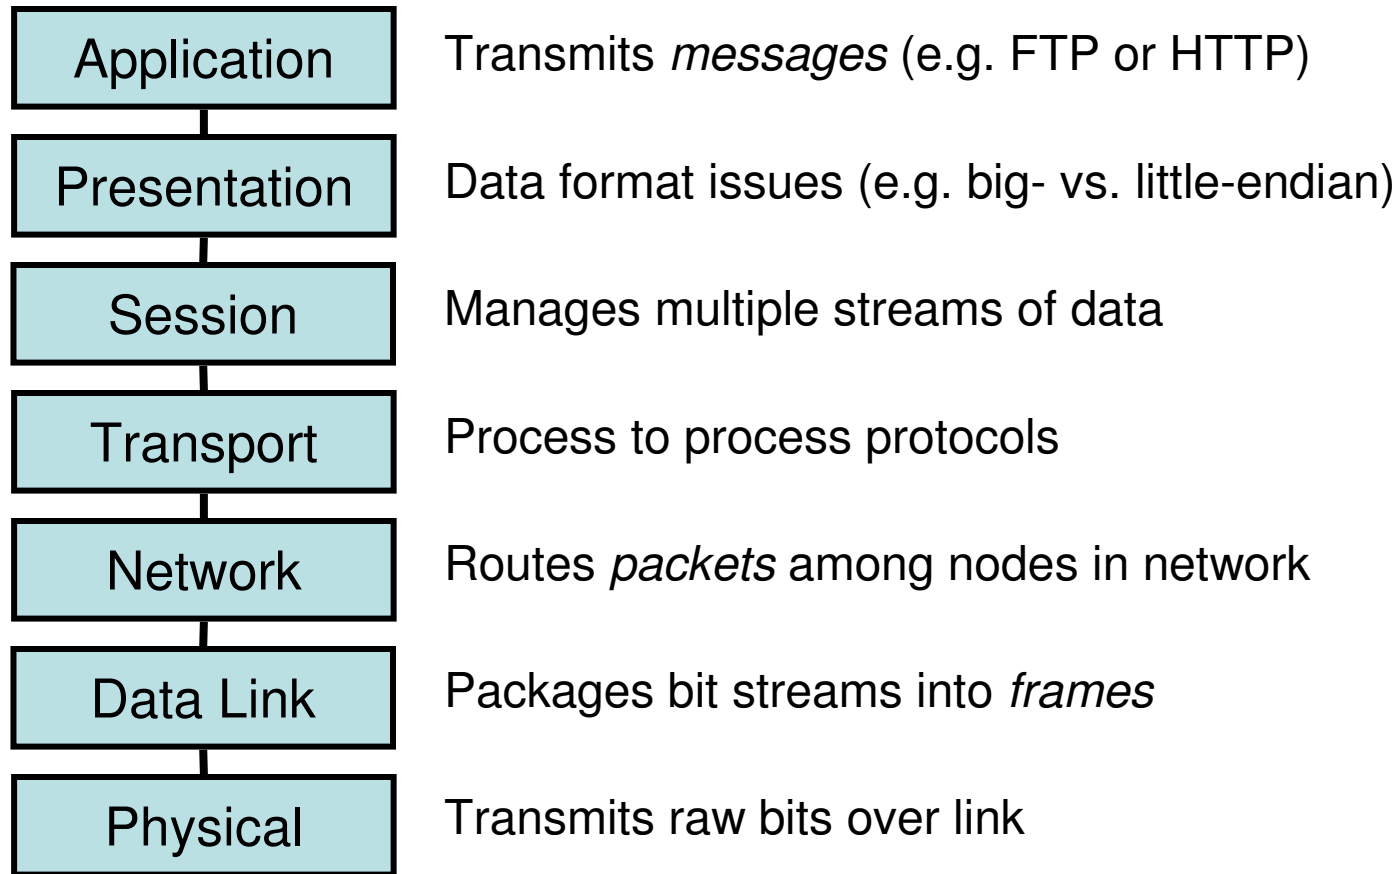 Application
Transmits messages (e.g. FTP or HTTP)
Presentation
Data format issues (e.g. big- vs. little-endian)
Session
Manages multiple streams of data
Transport
Process to process protocols
Network
Routes packets among nodes in network
Data Link
Packages bit streams into frames
Physical
Transmits raw bits over link